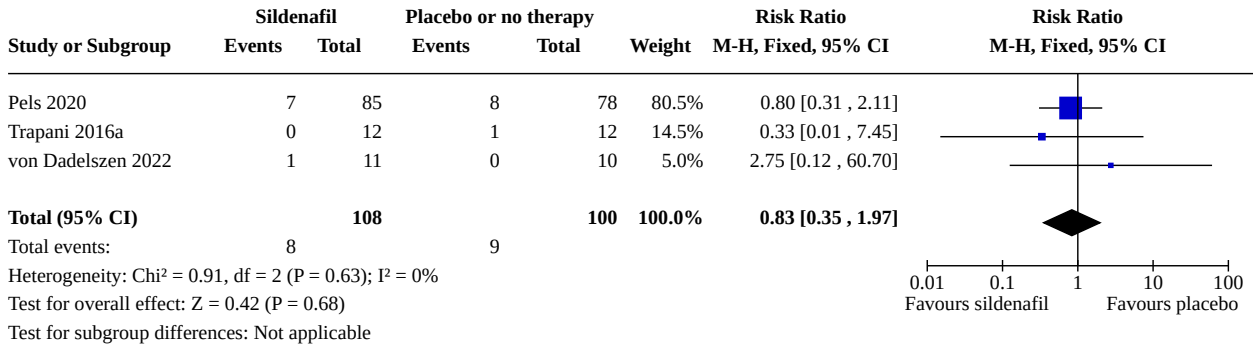 Sildenafil Placebo or no therapy Risk Ratio Risk Ratio
Study or Subgroup Events Total Events Total Weight M-H, Fixed, 95% CI M-H, Fixed, 95% CI
Pels 2020 7 85 8 78 80.5% 0.80 [0.31 , 2.11]
Trapani 2016a 0 12 1 12 14.5% 0.33 [0.01 , 7.45]
von Dadelszen 2022 1 11 0 10 5.0% 2.75 [0.12 , 60.70]
Total (95% CI) 108 100 100.0% 0.83 [0.35 , 1.97]
Total events: 8 9
Heterogeneity: Chi² = 0.91, df = 2 (P = 0.63); I² = 0%
Test for overall effect: Z = 0.42 (P = 0.68)
Test for subgroup differences: Not applicable
0.01 0.1 1 10 100
Favours sildenafil Favours placebo